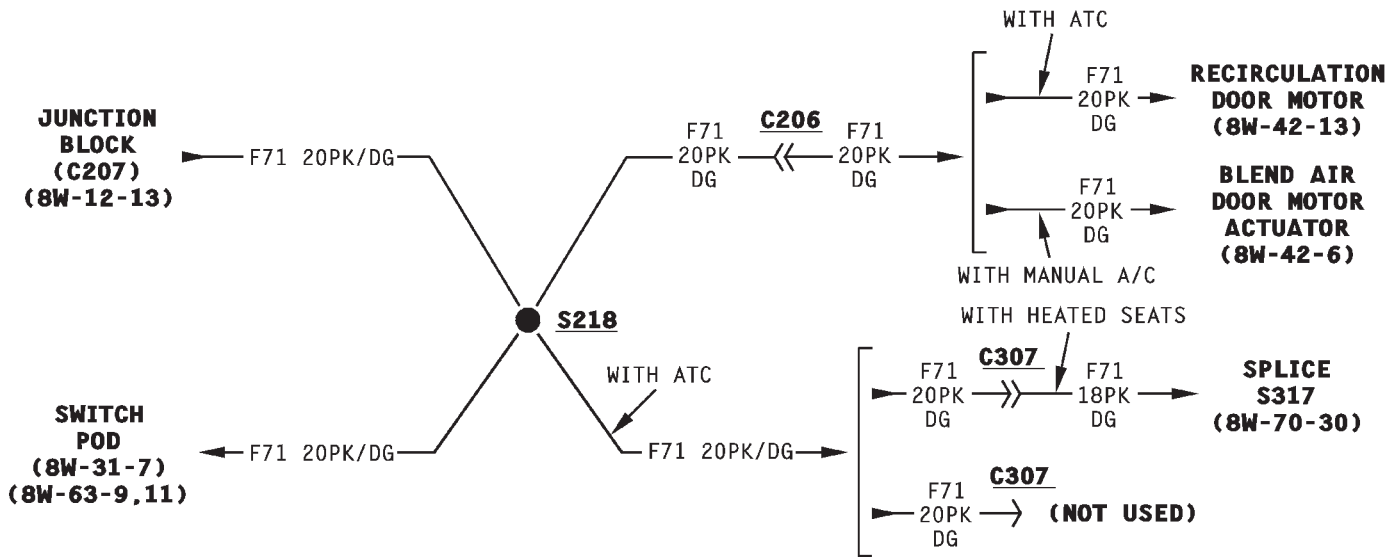 WITH ATC
JUNCTION
BLOCK
(C207)
(8W-12-13)
F71 20PK/DG
F71
20PK
DG
C206
F71
20PK
DG
F71
20PK
DG
RECIRCULATION
DOOR MOTOR
(8W-42-13)
F71
20PK
DG
BLEND AIR
DOOR MOTOR
ACTUATOR
(8W-42-6)
WITH MANUAL A/C
S218
WITH HEATED SEATS
WITH ATC
SWITCH
POD
(8W-31-7)
(8W-63-9,11)
F71 20PK/DG
F71 20PK/DG
F71
20PK
DG
C307
F71
18PK
DG
SPLICE
S317
(8W-70-30)
F71
20PK
DG
C307
(NOT USED)